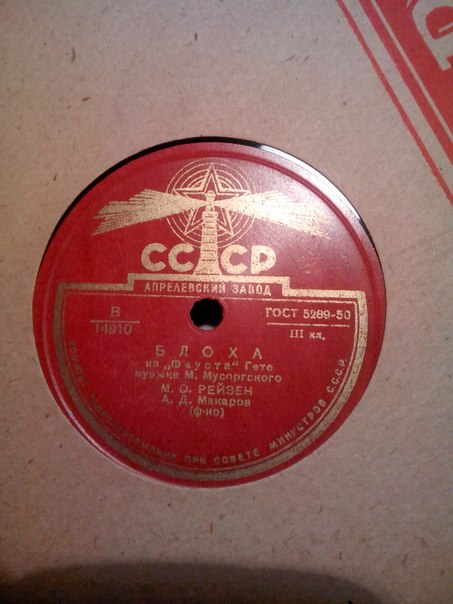 СССР
АПРЕЛЕВСКИЙ ЗАВОД
В
14910
ГОСТ 5289-50
III кл.
БЛОХА
из „Фауста" Гете
музыка М. Мусоргского
М. О. РЕЙЗЕН
А. Д. Макаров
(ф-но)
ПРИ СОВЕТЕ МИНИСТРОВ СССР